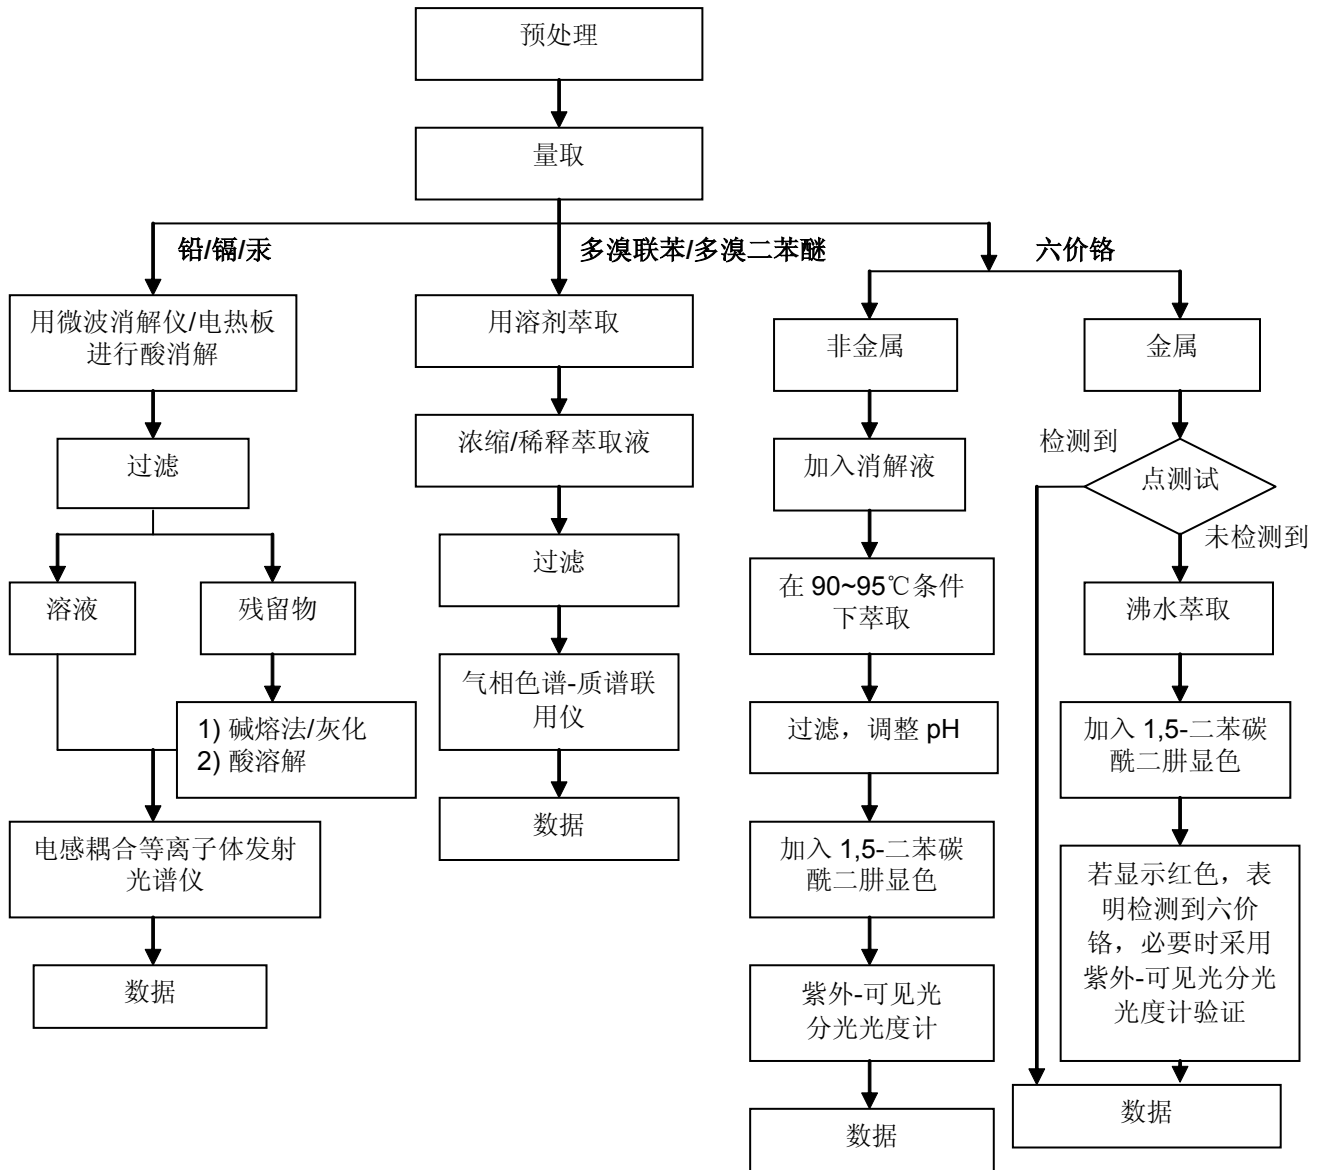 预处理
量取
铅/镉/汞
多溴联苯/多溴二苯醚
六价铬
用微波消解仪/电热板
进行酸消解
过滤
溶液
残留物
1) 碱熔法/灰化
2) 酸溶解
电感耦合等离子体发射
光谱仪
数据
用溶剂萃取
浓缩/稀释萃取液
过滤
气相色谱-质谱联
用仪
数据
非金属
加入消解液
在 90~95℃条件
下萃取
过滤，调整 pH
加入 1,5-二苯碳
酰二肼显色
紫外-可见光
分光光度计
数据
金属
检测到
点测试
未检测到
沸水萃取
加入 1,5-二苯碳
酰二肼显色
若显示红色，表
明检测到六价
铬，必要时采用
紫外-可见光分光
光度计验证
数据